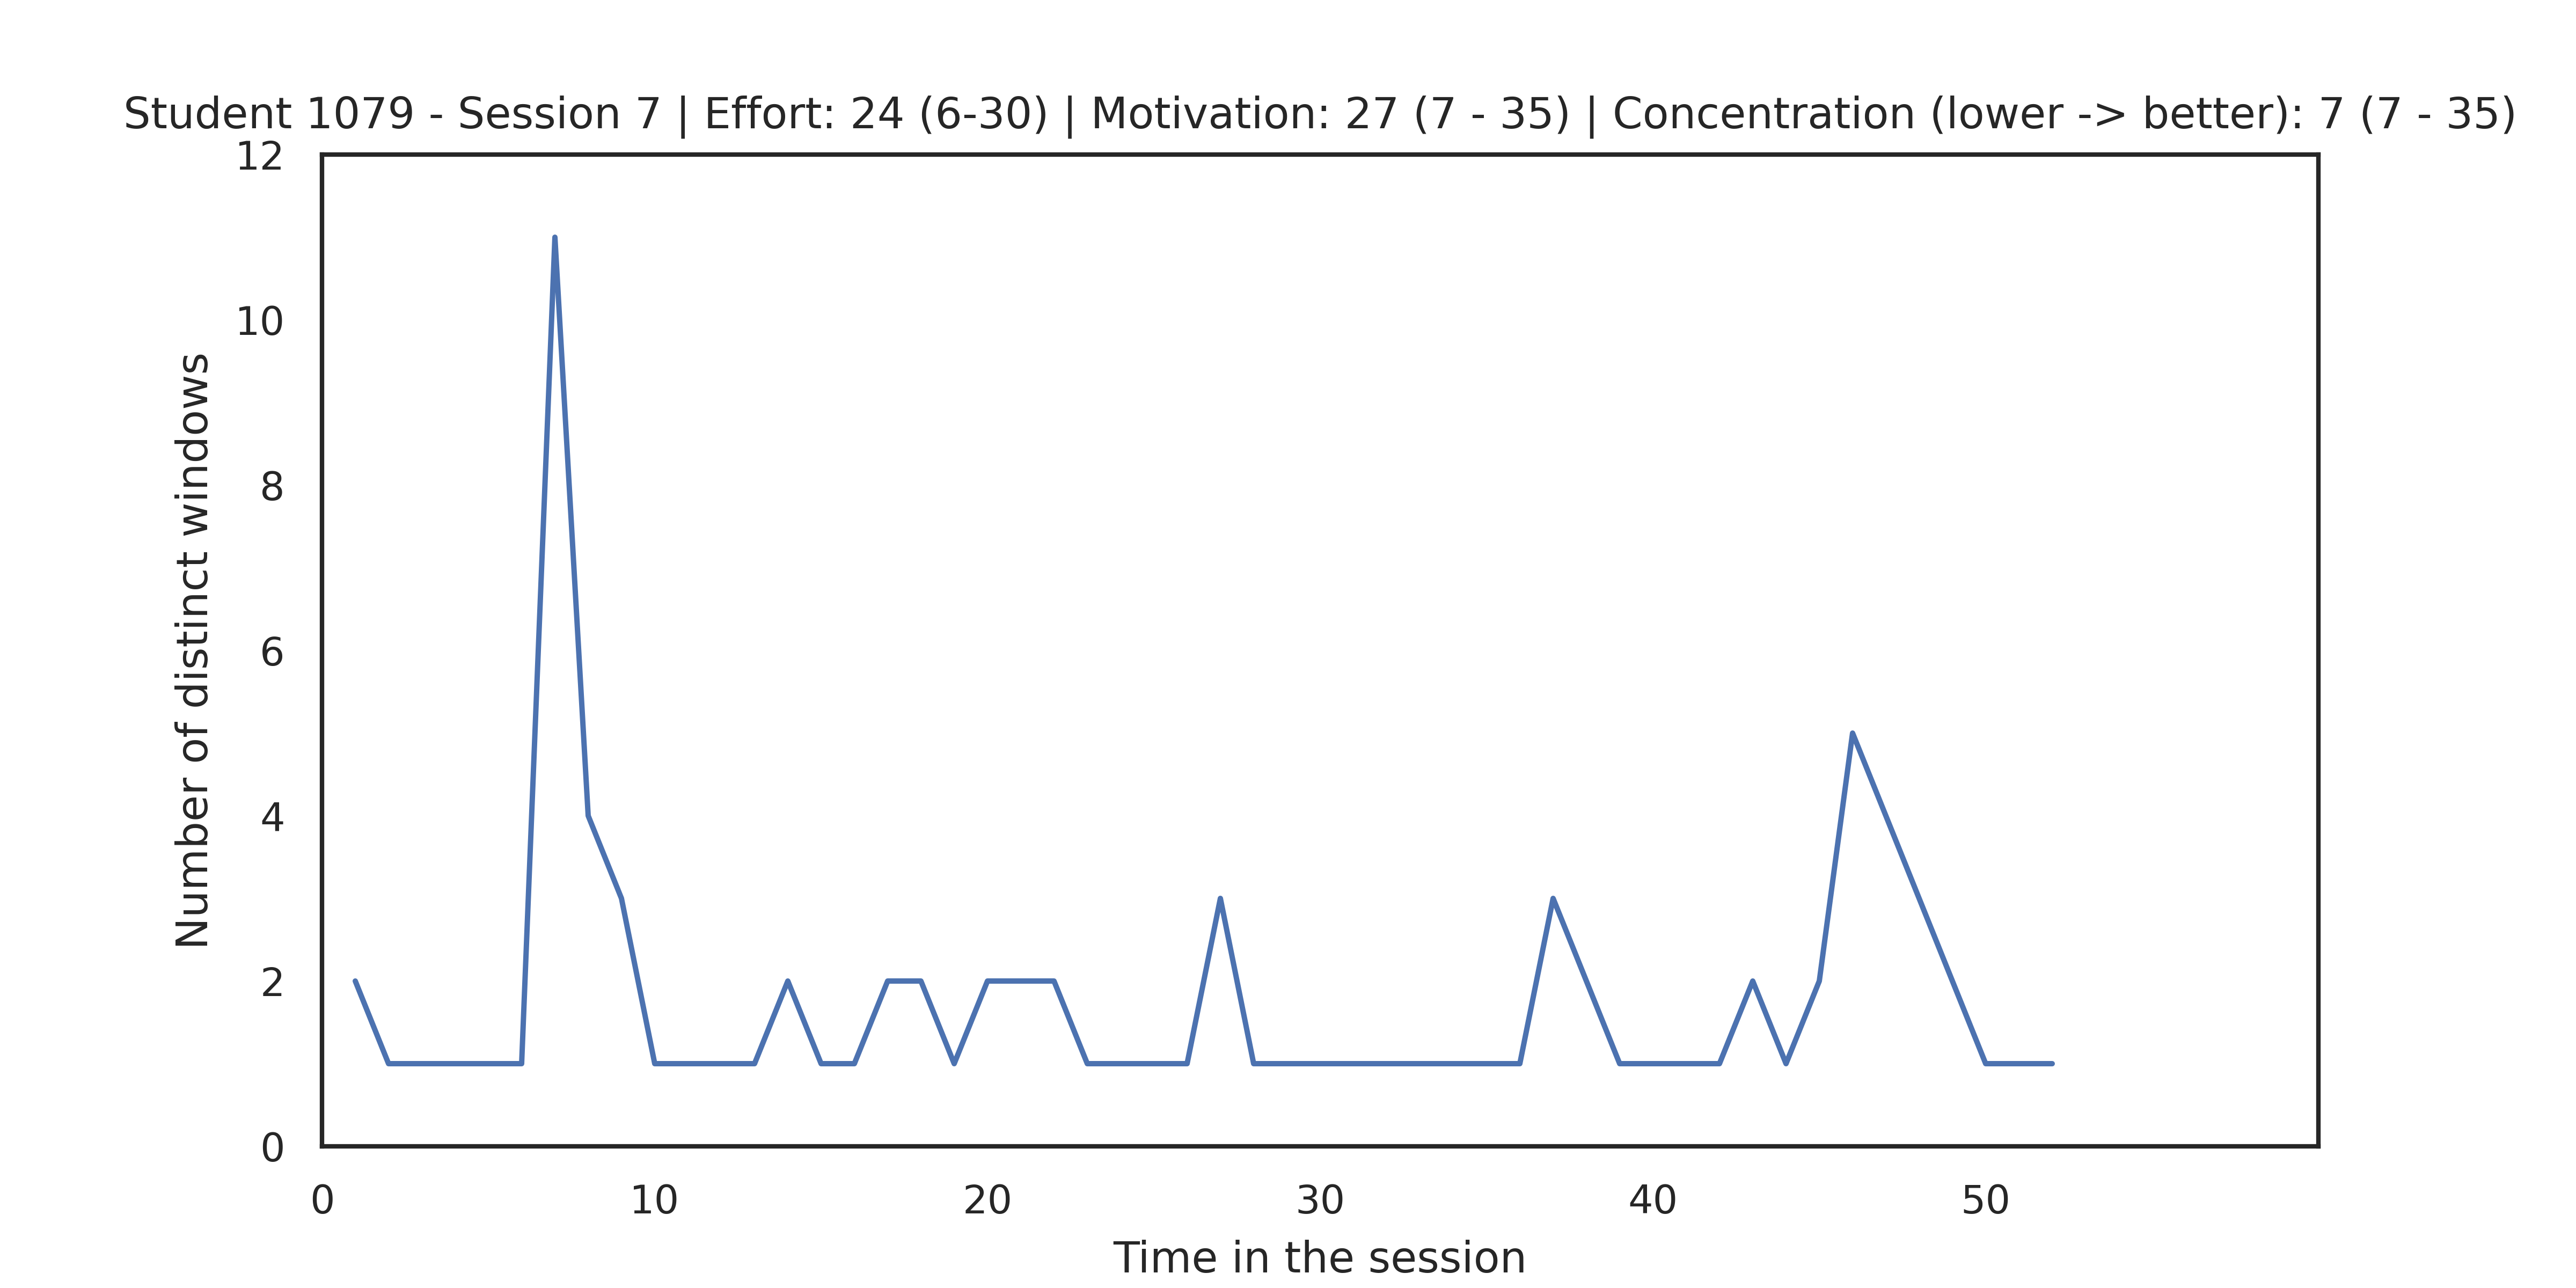 Student 1079 - Session 7 | Effort: 24 (6-30) | Motivation: 27 (7 - 35) | Concentration (lower -> better): 7 (7 - 35)
12
10
8
6
4
2
0
Number of distinct windows
0 10 20 30 40 50
Time in the session